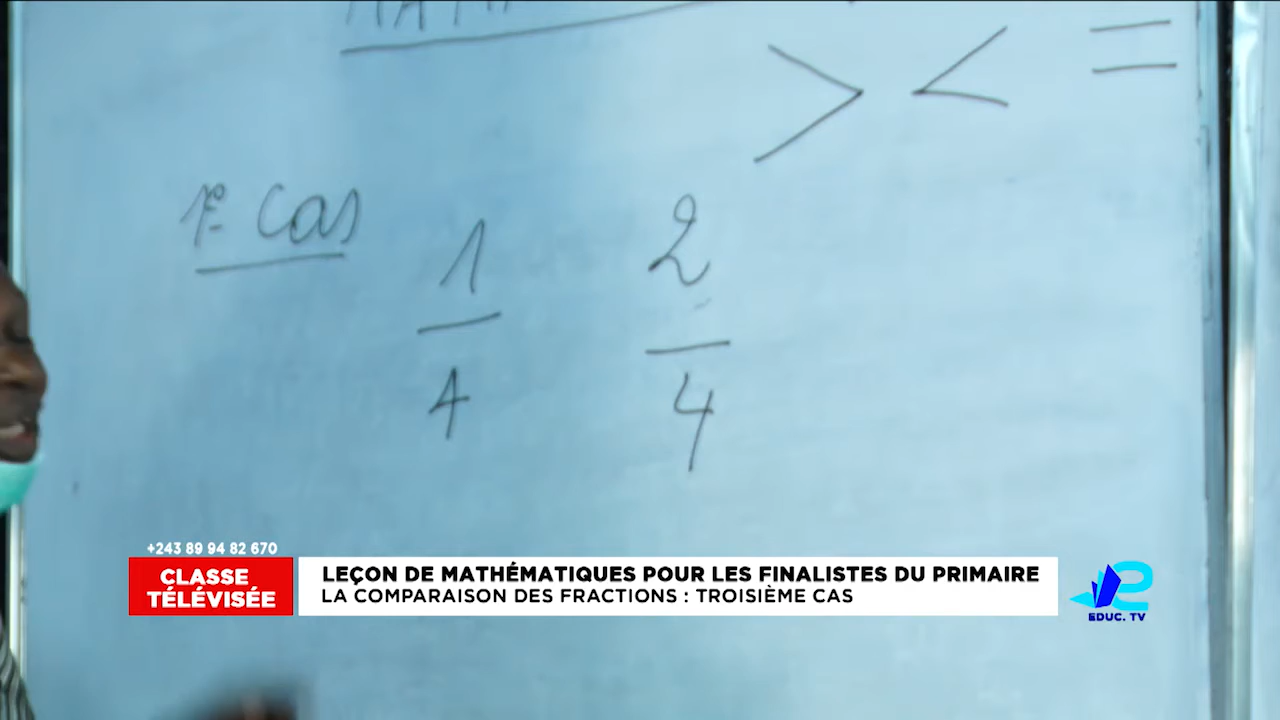 MATH
> < =
1e cas
1 2
4 4
+243 89 94 82 670
CLASSE
TÉLÉVISÉE
LEÇON DE MATHÉMATIQUES POUR LES FINALISTES DU PRIMAIRE
LA COMPARAISON DES FRACTIONS : TROISIÈME CAS
EDUC. TV